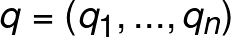 q = (q₁, ..., qₙ)